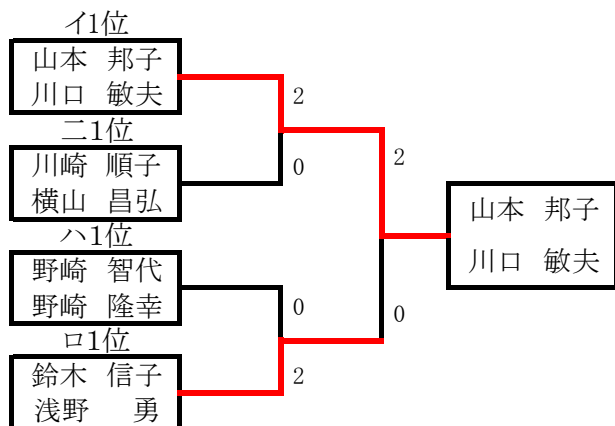 イ1位
山本 邦子
川口 敏夫
2
ニ1位
川崎 順子
横山 昌弘
0
2
山本 邦子
川口 敏夫
ハ1位
野崎 智代
野崎 隆幸
0
0
ロ1位
鈴木 信子
浅野 勇
2